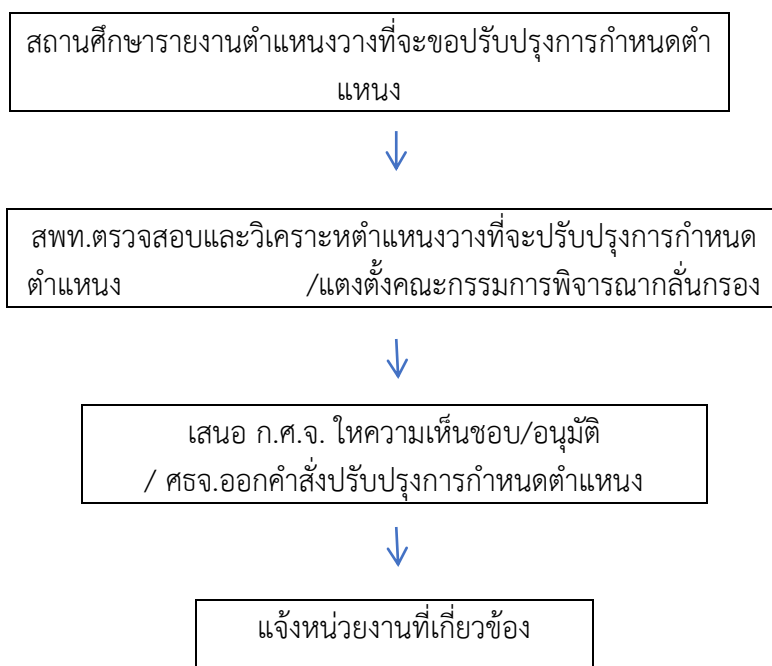 สถานศึกษารายงานตำแหนงวางที่จะขอปรับปรุงการกำหนดตำ
แหนง
สพท.ตรวจสอบและวิเคราะหตำแหนงวางที่จะปรับปรุงการกำหนด
ตำแหนง /แตงตั้งคณะกรรมการพิจารณากลั่นกรอง
เสนอ ก.ศ.จ. ใหความเห็นชอบ/อนุมัติ
/ ศธจ.ออกคำสั่งปรับปรุงการกำหนดตำแหนง
แจ้งหน่วยงานที่เกี่ยวข้อง